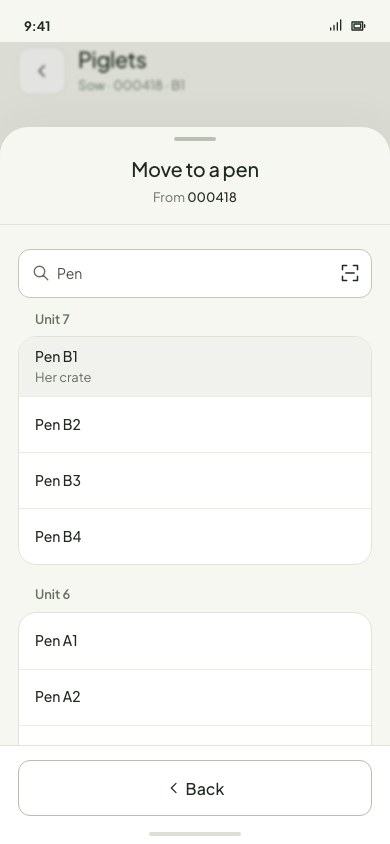 9:41
Piglets
Sow · 000418 · B1
Move to a pen
From 000418
Pen
Unit 7
Pen B1
Her crate
Pen B2
Pen B3
Pen B4
Unit 6
Pen A1
Pen A2
Back